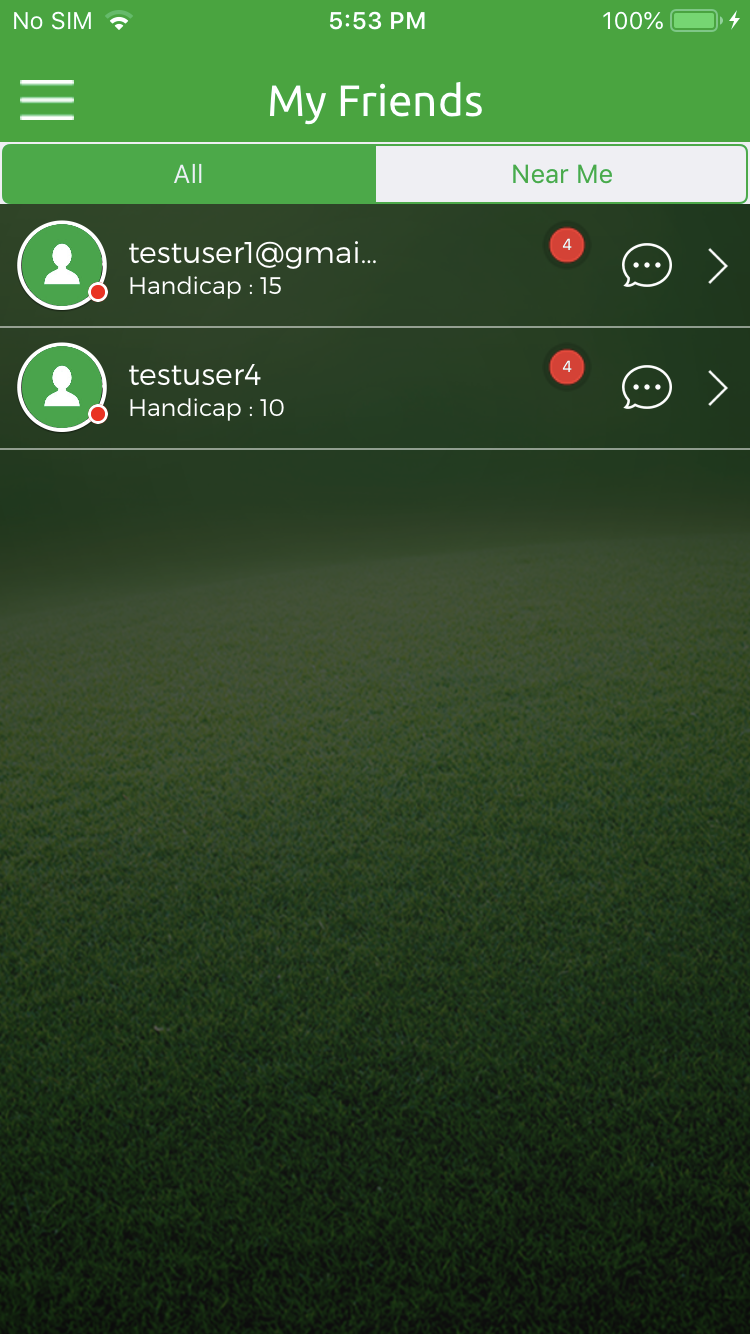 No SIM 5:53 PM 100%
My Friends
All Near Me
testuser1@gmai... 4
Handicap : 15
testuser4 4
Handicap : 10